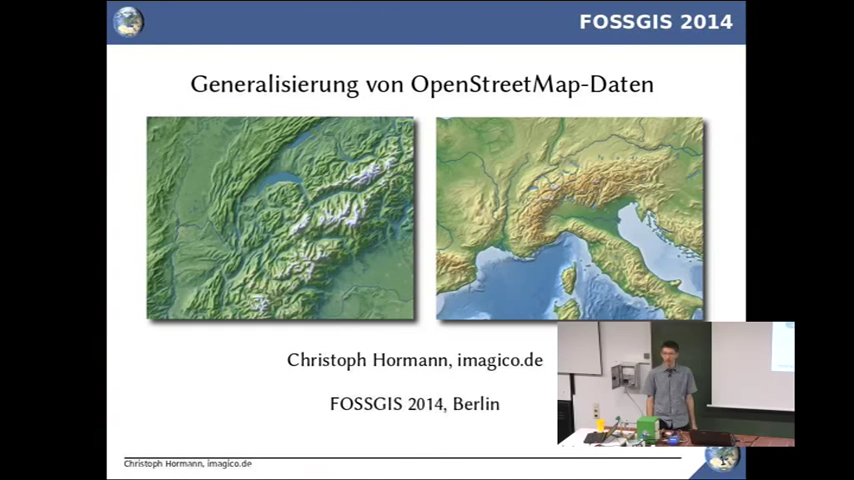 FOSSGIS 2014
Generalisierung von OpenStreetMap-Daten
Christoph Hormann, imagico.de
FOSSGIS 2014, Berlin
Christoph Hormann, imagico.de